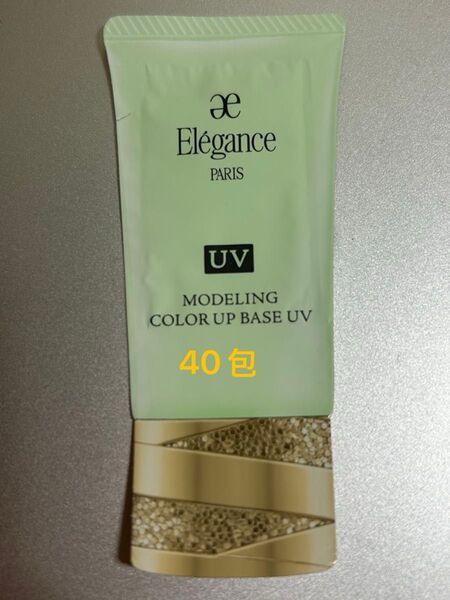 æ
Elégance
PARIS
UV
MODELING
COLOR UP BASE UV
40包